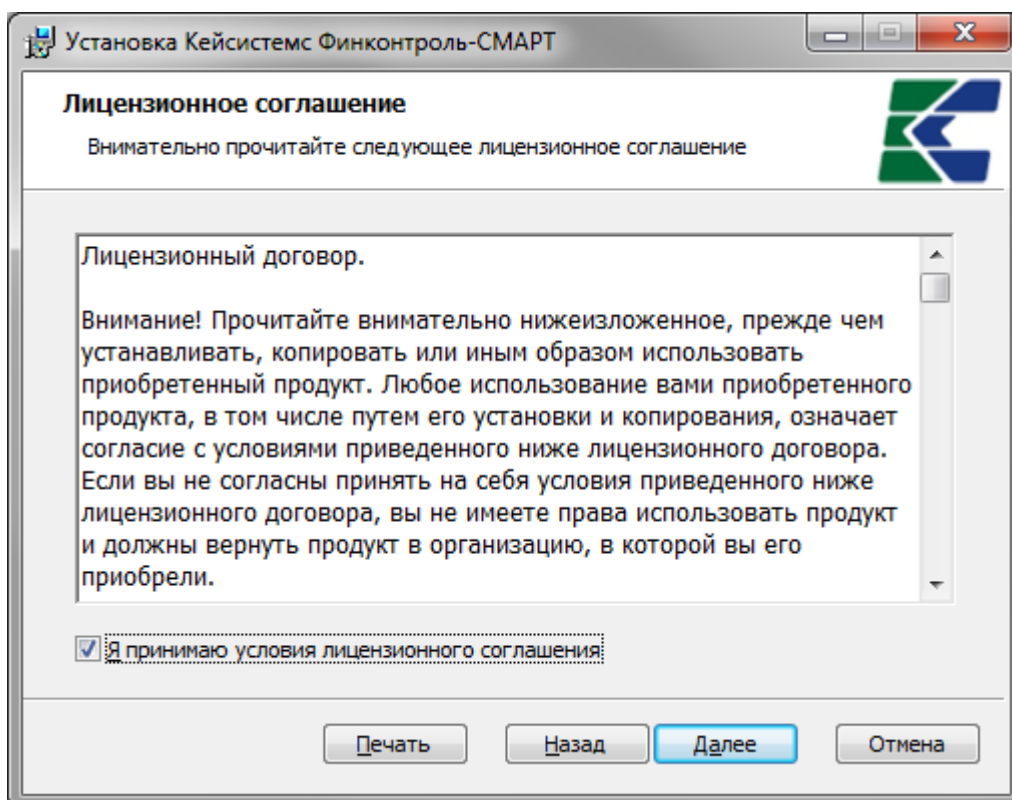 Установка Кейсистемс Финконтроль-СМАРТ
Лицензионное соглашение
Внимательно прочитайте следующее лицензионное соглашение
Лицензионный договор.
Внимание! Прочитайте внимательно нижеизложенное, прежде чем
устанавливать, копировать или иным образом использовать
приобретенный продукт. Любое использование вами приобретенного
продукта, в том числе путем его установки и копирования, означает
согласие с условиями приведенного ниже лицензионного договора.
Если вы не согласны принять на себя условия приведенного ниже
лицензионного договора, вы не имеете права использовать продукт
и должны вернуть продукт в организацию, в которой вы его
приобрели.
Я принимаю условия лицензионного соглашения
Печать Назад Далее Отмена